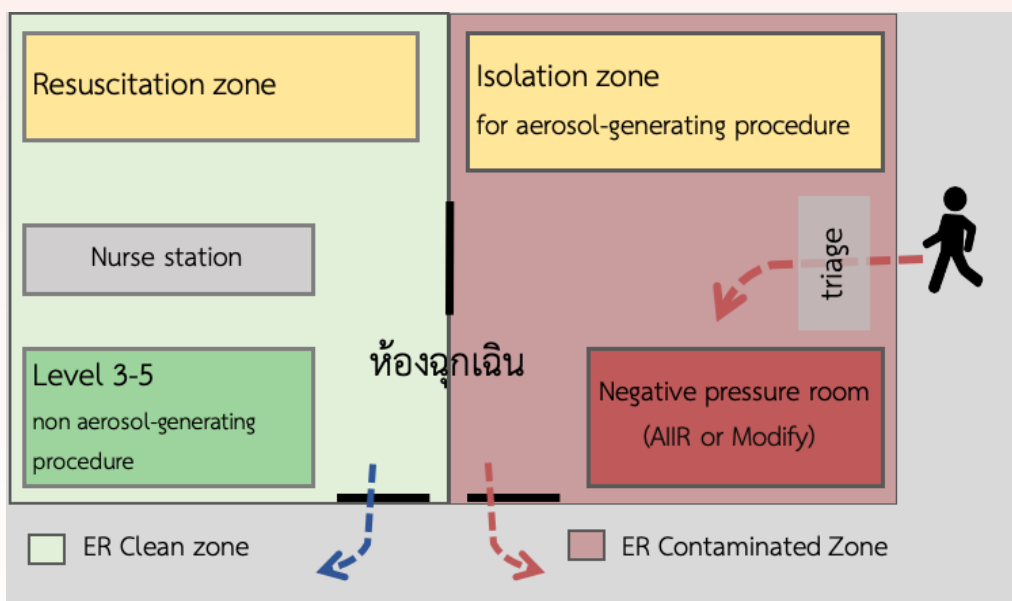 Resuscitation zone
Isolation zone
for aerosol-generating procedure
Nurse station
triage
ห้องฉุกเฉิน
Level 3-5
non aerosol-generating
procedure
Negative pressure room
(AIIR or Modify)
ER Clean zone
ER Contaminated Zone